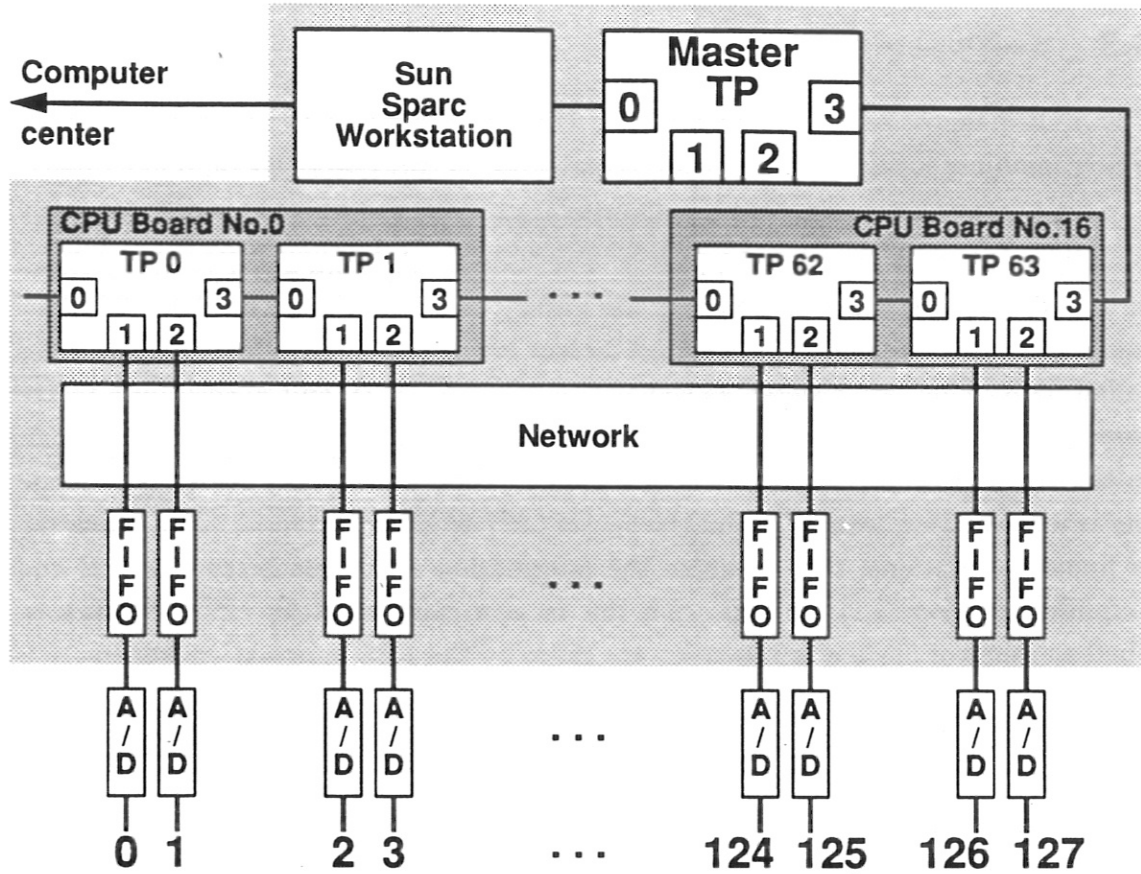 Computer
center
Sun
Sparc
Workstation
Master
TP
0
1
2
3
CPU Board No.0
TP 0
0
1
2
3
TP 1
0
1
2
3
...
CPU Board No.16
TP 62
0
1
2
3
TP 63
0
1
2
3
Network
FIFO
FIFO
FIFO
FIFO
...
FIFO
FIFO
FIFO
FIFO
A/D
A/D
A/D
A/D
...
A/D
A/D
A/D
A/D
0 1 2 3 ... 124 125 126 127